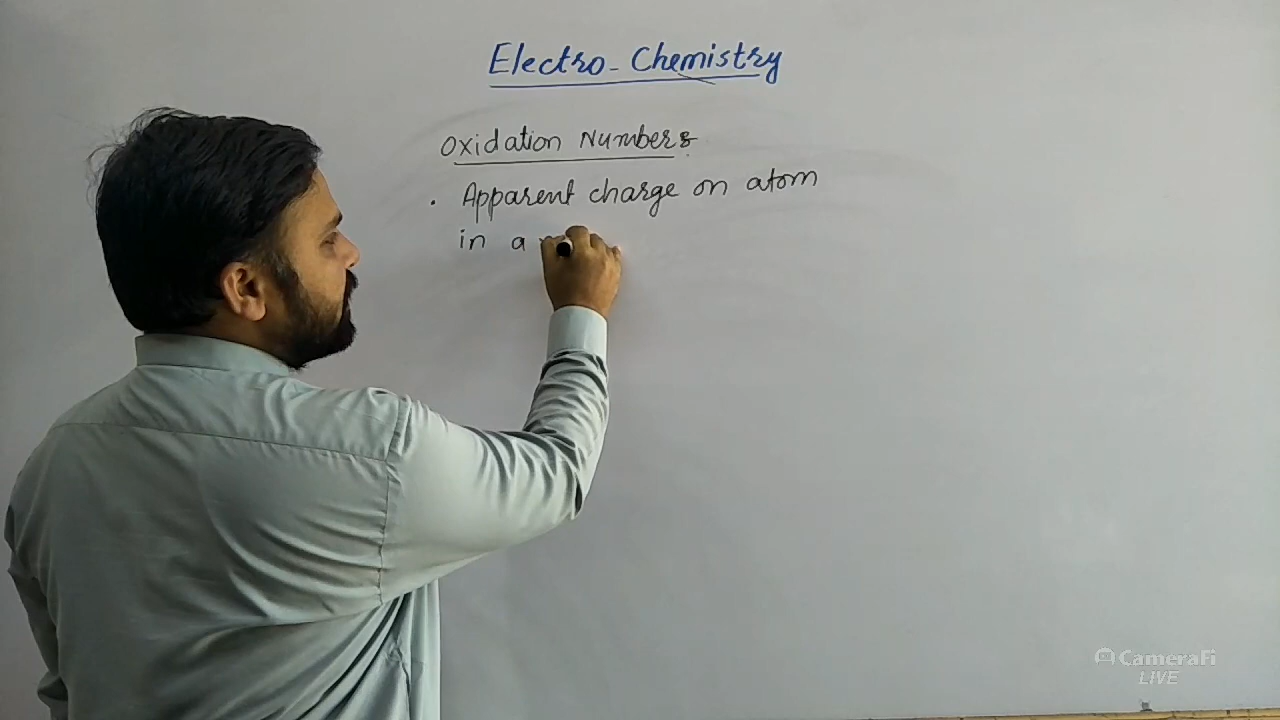 Electro-Chemistry
Oxidation Numbers
. Apparent charge on atom
in a
CameraFi
LIVE